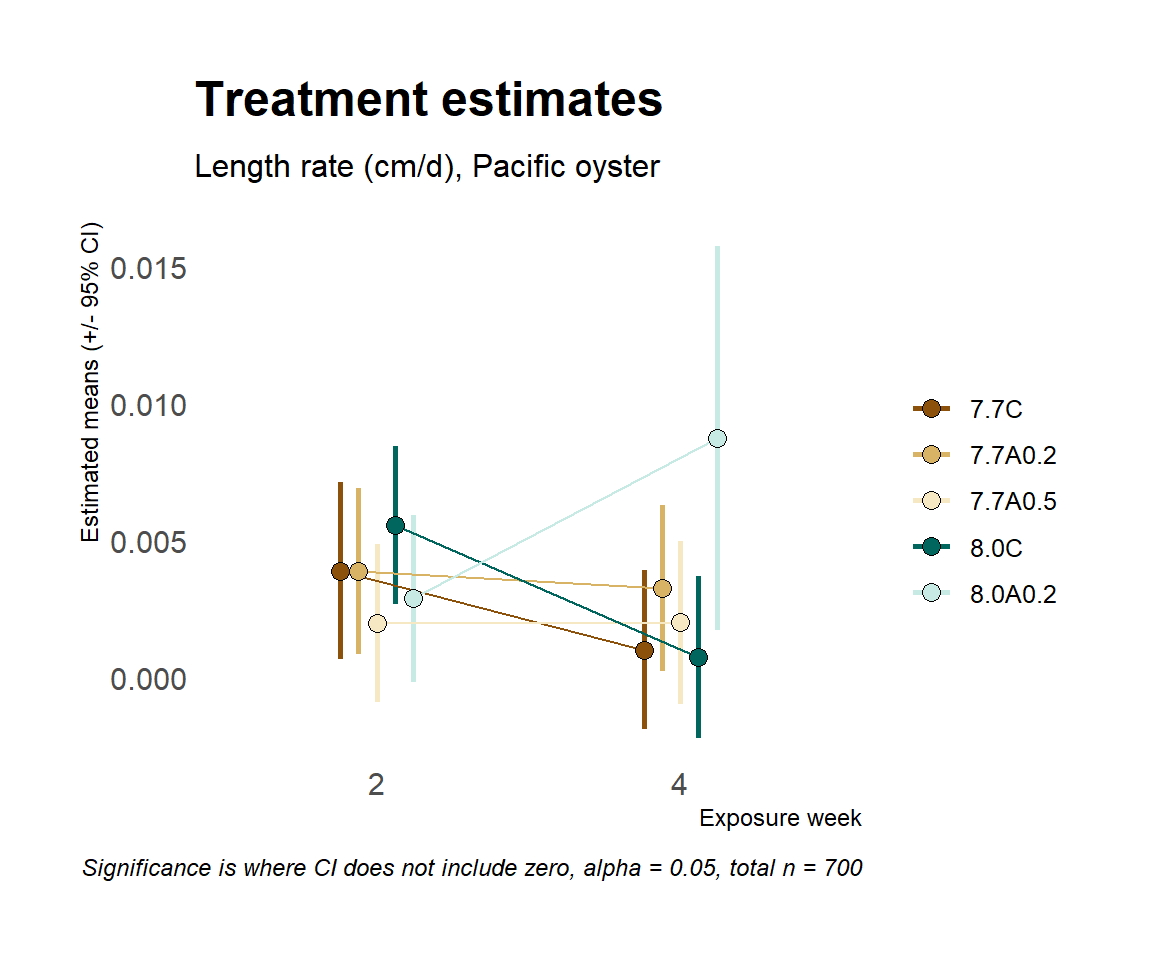 Treatment estimates
Length rate (cm/d), Pacific oyster
Estimated means (+/- 95% CI)
0.015
0.010
0.005
0.000
2
4
Exposure week
7.7C
7.7A0.2
7.7A0.5
8.0C
8.0A0.2
Significance is where CI does not include zero, alpha = 0.05, total n = 700